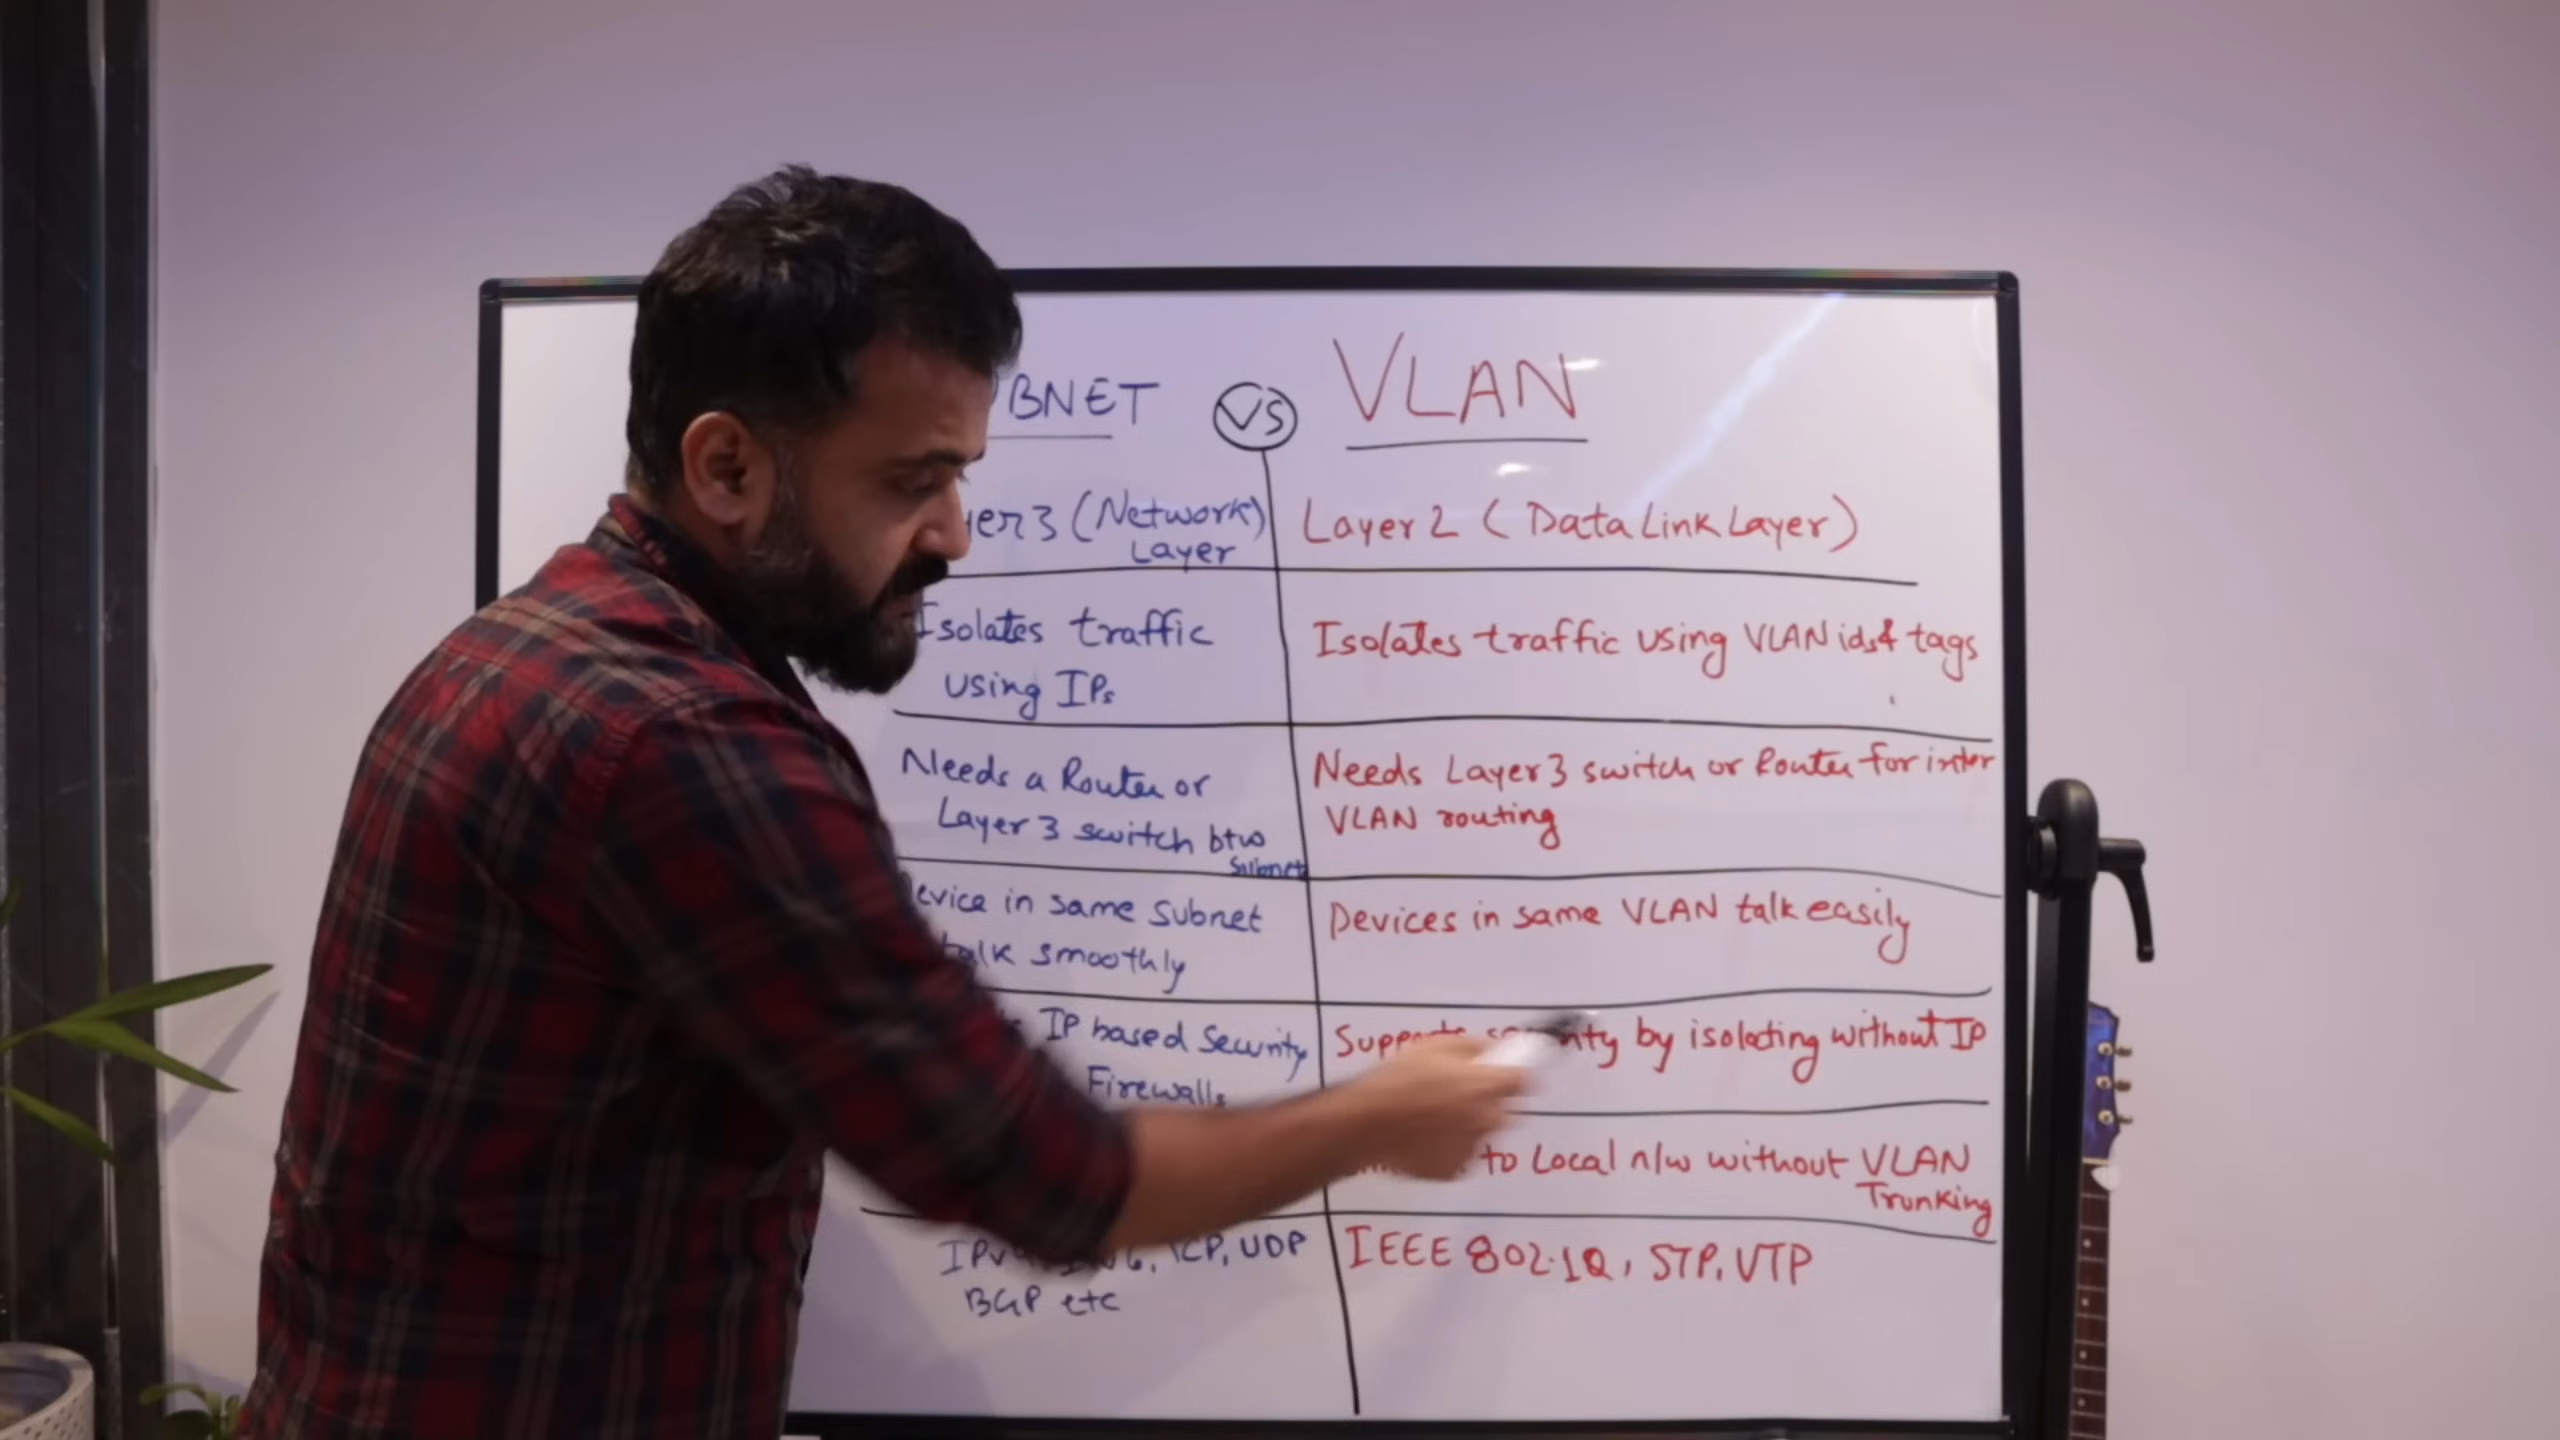 BNET VS VLAN
yer 3 (Network) Layer 2 (Data Link Layer)
Layer
Isolates traffic Isolates traffic using VLAN ids & tags
using IPs
Needs a Router or Needs Layer 3 switch or Router for inter
Layer 3 switch btw VLAN routing
Subnets
evice in same subnet Devices in same VLAN talk easily
talk smoothly
IP based Security Supports security by isolating without IP
Firewalls
to Local n/w without VLAN
Trunking
TCP, UDP IEEE 802.1Q, STP, VTP
BGP etc